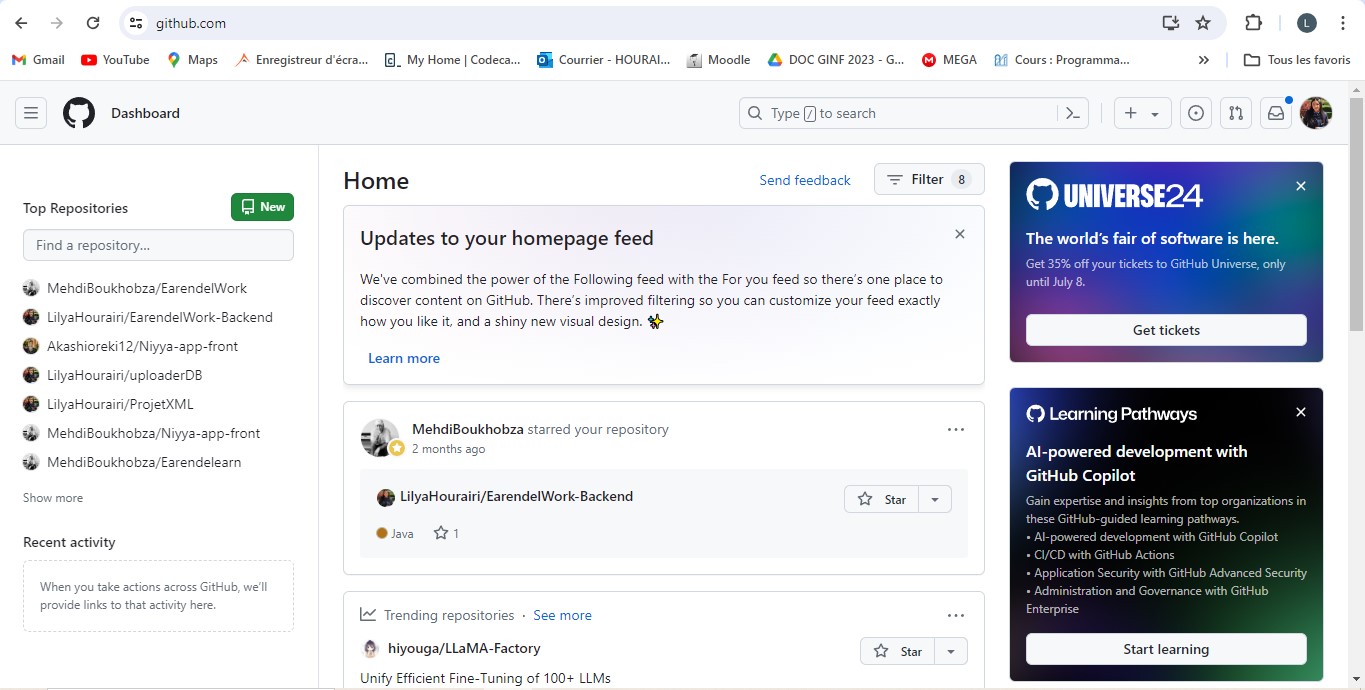 github.com
L
Gmail
YouTube
Maps
Enregistreur d'écra...
My Home | Codeca...
Courrier - HOURAI...
Moodle
DOC GINF 2023 - G...
MEGA
Cours : Programma...
»
Tous les favoris
Dashboard
Type / to search
Top Repositories
New
Find a repository...
MehdiBoukhobza/EarendelWork
LilyaHourairi/EarendelWork-Backend
Akashioreki12/Niyya-app-front
LilyaHourairi/uploaderDB
LilyaHourairi/ProjetXML
MehdiBoukhobza/Niyya-app-front
MehdiBoukhobza/Earendelearn
Show more
Recent activity
When you take actions across GitHub, we'll
provide links to that activity here.
Home
Send feedback
Filter 8
Updates to your homepage feed
We've combined the power of the Following feed with the For you feed so there's one place to
discover content on GitHub. There's improved filtering so you can customize your feed exactly
how you like it, and a shiny new visual design. ✨
Learn more
MehdiBoukhobza starred your repository
2 months ago
LilyaHourairi/EarendelWork-Backend
Star
Java
1
Trending repositories · See more
hiyouga/LLaMA-Factory
Star
Unify Efficient Fine-Tuning of 100+ LLMs
UNIVERSE24
The world's fair of software is here.
Get 35% off your tickets to GitHub Universe, only
until July 8.
Get tickets
Learning Pathways
AI-powered development with
GitHub Copilot
Gain expertise and insights from top organizations in
these GitHub-guided learning pathways.
• AI-powered development with GitHub Copilot
• CI/CD with GitHub Actions
• Application Security with GitHub Advanced Security
• Administration and Governance with GitHub
Enterprise
Start learning